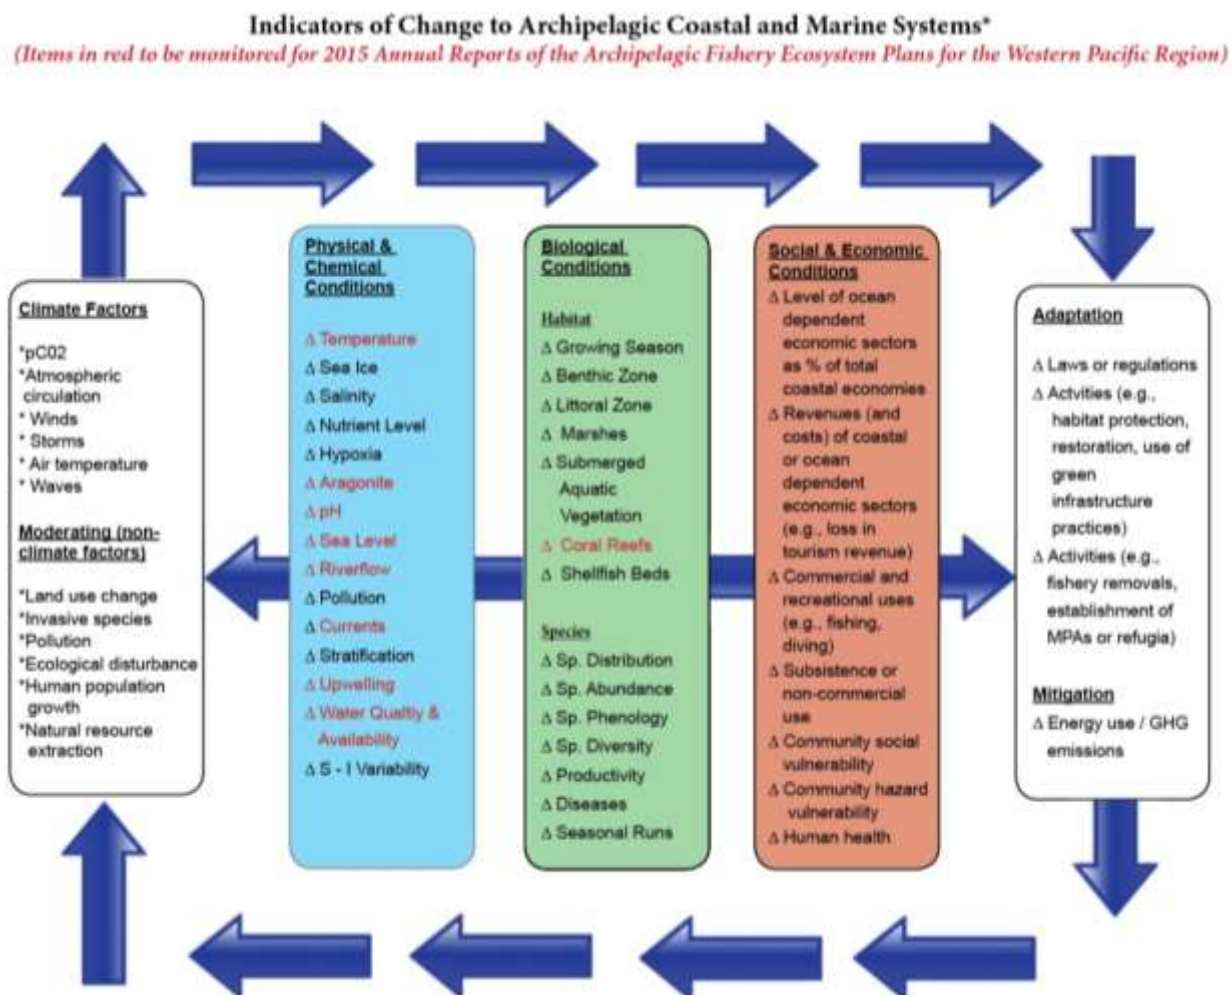 Indicators of Change to Archipelagic Coastal and Marine Systems*
(Items in red to be monitored for 2015 Annual Reports of the Archipelagic Fishery Ecosystem Plans for the Western Pacific Region)
Climate Factors
*pC02
*Atmospheric
circulation
* Winds
* Storms
* Air temperature
* Waves
Moderating (non-
climate factors)
*Land use change
*Invasive species
*Pollution
*Ecological disturbance
*Human population
growth
*Natural resource
extraction
Physical &
Chemical
Conditions
Δ Temperature
Δ Sea Ice
Δ Salinity
Δ Nutrient Level
Δ Hypoxia
Δ Aragonite
Δ pH
Δ Sea Level
Δ Riverflow
Δ Pollution
Δ Currents
Δ Stratification
Δ Upwelling
Δ Water Qualtiy &
Availability
Δ S - I Variability
Biological
Conditions
Habitat
Δ Growing Season
Δ Benthic Zone
Δ Littoral Zone
Δ Marshes
Δ Submerged
Aquatic
Vegetation
Δ Coral Reefs
Δ Shellfish Beds
Species
Δ Sp. Distribution
Δ Sp. Abundance
Δ Sp. Phenology
Δ Sp. Diversity
Δ Productivity
Δ Diseases
Δ Seasonal Runs
Social & Economic
Conditions
Δ Level of ocean
dependent
economic sectors
as % of total
coastal economies
Δ Revenues (and
costs) of coastal
or ocean
dependent
economic sectors
(e.g., loss in
tourism revenue)
Δ Commercial and
recreational uses
(e.g., fishing,
diving)
Δ Subsistence or
non-commercial
use
Δ Community social
vulnerability
Δ Community hazard
vulnerability
Δ Human health
Adaptation
Δ Laws or regulations
Δ Actvities (e.g.,
habitat protection,
restoration, use of
green
infrastructure
practices)
Δ Activities (e.g.,
fishery removals,
establishment of
MPAs or refugia)
Mitigation
Δ Energy use / GHG
emissions